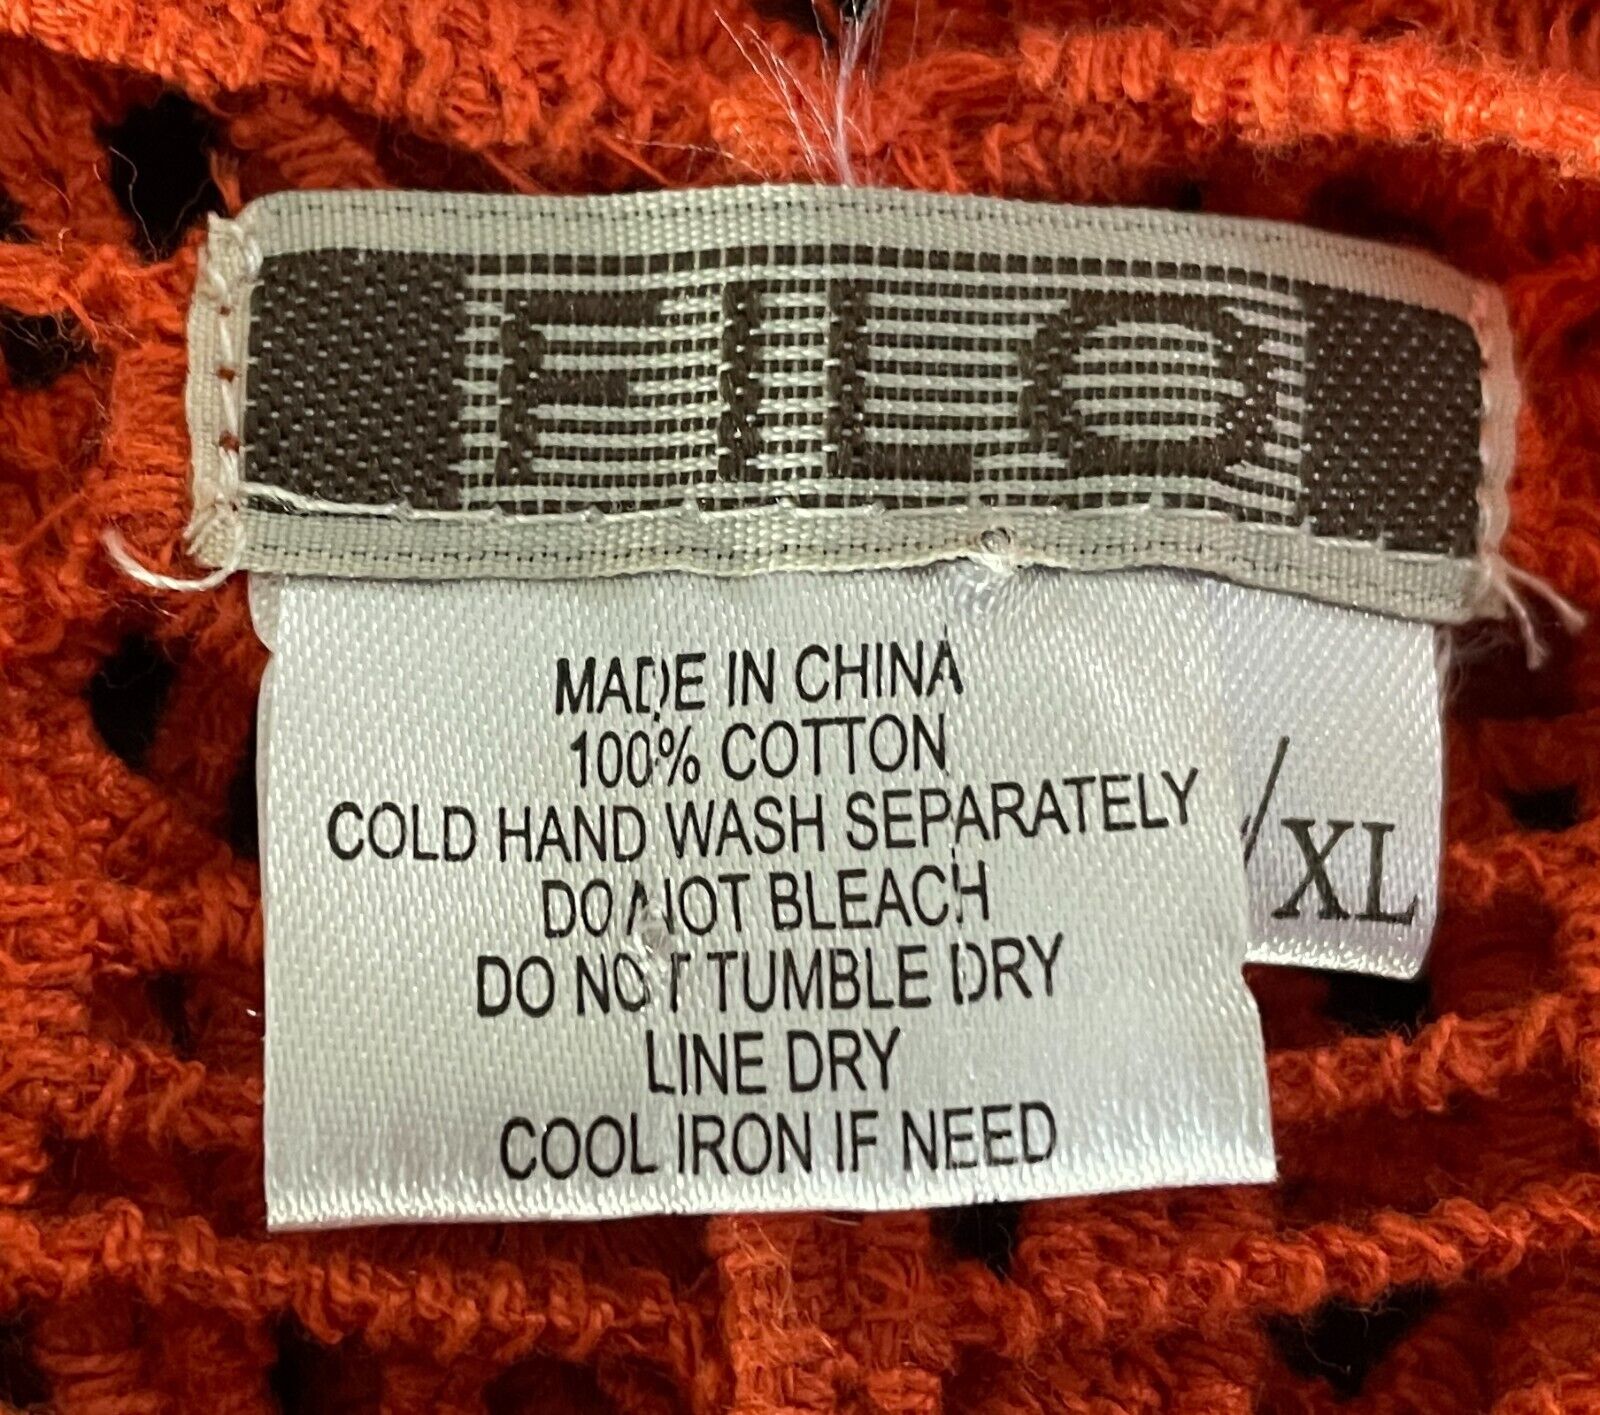 FILO
MADE IN CHINA
100% COTTON
COLD HAND WASH SEPARATELY
DO NOT BLEACH
DO NOT TUMBLE DRY
LINE DRY
COOL IRON IF NEED
/XL